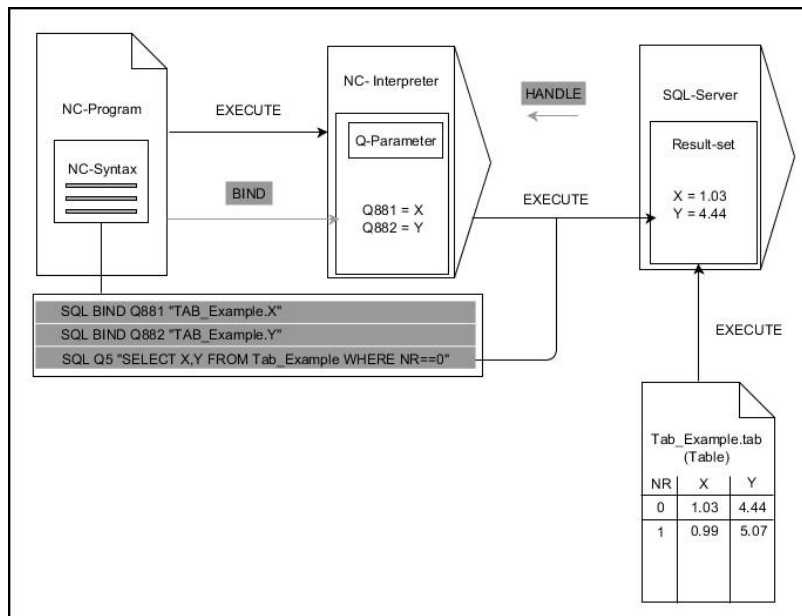 NC-Program
NC-Syntax
EXECUTE
BIND
NC- Interpreter
Q-Parameter
Q881 = X
Q882 = Y
HANDLE
EXECUTE
SQL-Server
Result-set
X = 1.03
Y = 4.44
SQL BIND Q881 "TAB_Example.X"
SQL BIND Q882 "TAB_Example.Y"
SQL Q5 "SELECT X,Y FROM Tab_Example WHERE NR==0"
EXECUTE
Tab_Example.tab
(Table)
NR X Y
0 1.03 4.44
1 0.99 5.07